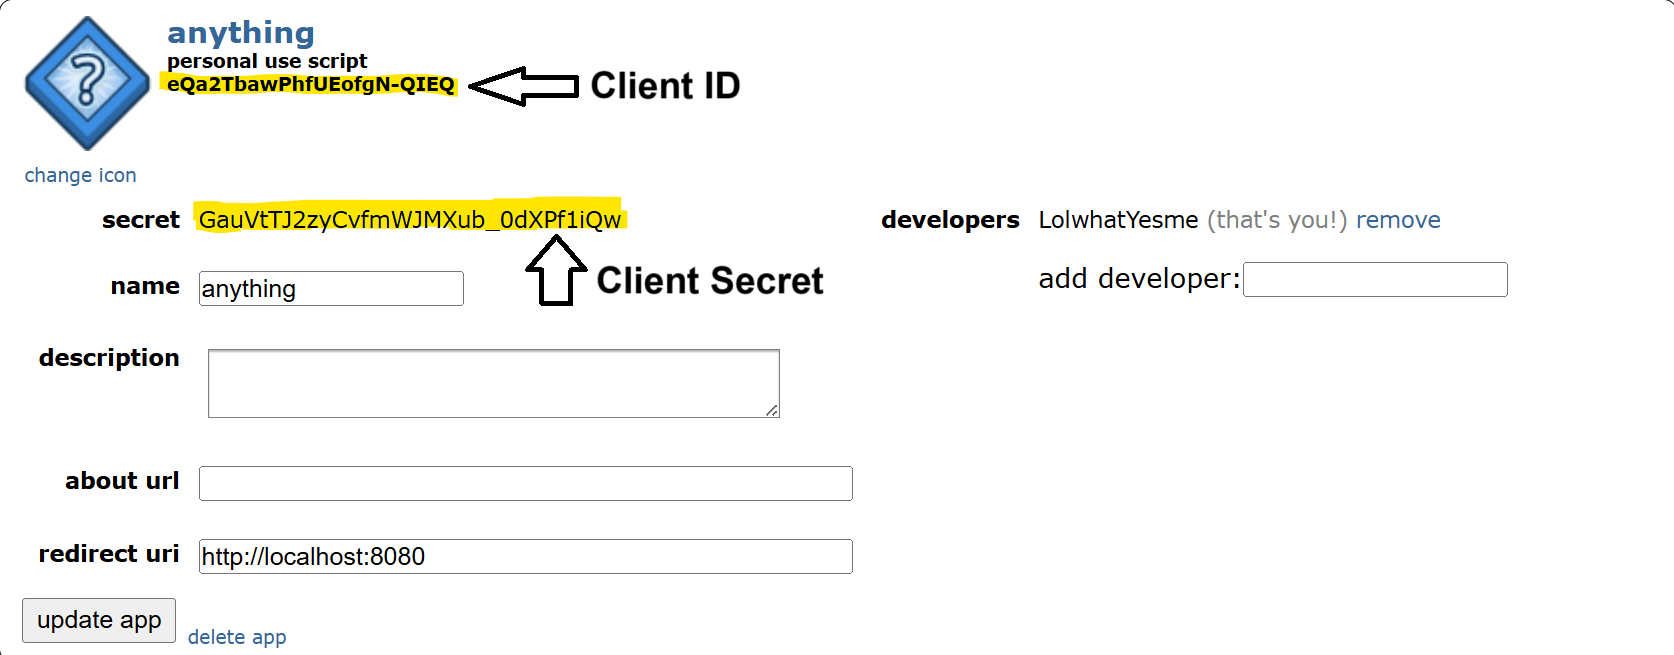 anything
personal use script
eQa2TbawPhfUEofgN-QIEQ
Client ID
change icon
secret GauVtTJ2zyCvfmWJMXub_0dXPf1iQw
developers LolwhatYesme (that's you!) remove
Client Secret
add developer:
name anything
description
about url
redirect uri http://localhost:8080
update app
delete app